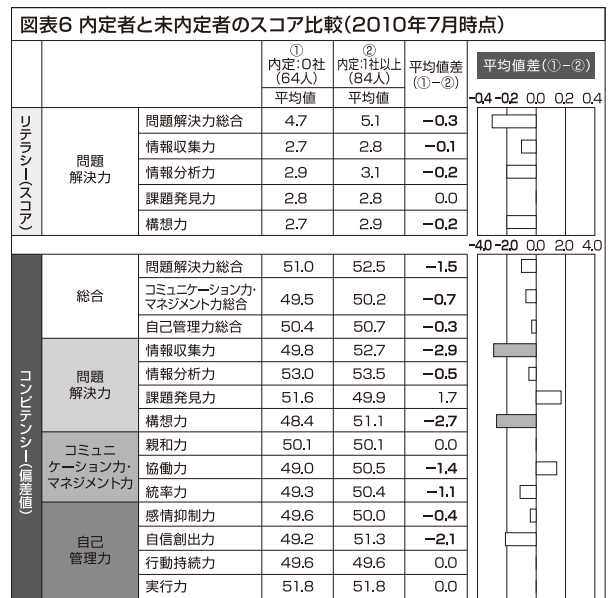 図表6 内定者と未内定者のスコア比較(2010年7月時点)
① 内定:0社 (64人) 平均値
② 内定:1社以上 (84人) 平均値
平均値差 (①−②)
平均値差(①−②)
-0.4 -0.2 0.0 0.2 0.4
リテラシー(スコア)
問題解決力
問題解決力総合 4.7 5.1 −0.3
情報収集力 2.7 2.8 −0.1
情報分析力 2.9 3.1 −0.2
課題発見力 2.8 2.8 0.0
構想力 2.7 2.9 −0.2
-4.0 -2.0 0.0 2.0 4.0
コンピテンシー(偏差値)
総合
問題解決力総合 51.0 52.5 −1.5
コミュニケーション力・マネジメント力総合 49.5 50.2 −0.7
自己管理力総合 50.4 50.7 −0.3
問題解決力
情報収集力 49.8 52.7 −2.9
情報分析力 53.0 53.5 −0.5
課題発見力 51.6 49.9 1.7
構想力 48.4 51.1 −2.7
コミュニケーション力・マネジメント力
親和力 50.1 50.1 0.0
協働力 49.0 50.5 −1.4
統率力 49.3 50.4 −1.1
自己管理力
感情抑制力 49.6 50.0 −0.4
自信創出力 49.2 51.3 −2.1
行動持続力 49.6 49.6 0.0
実行力 51.8 51.8 0.0